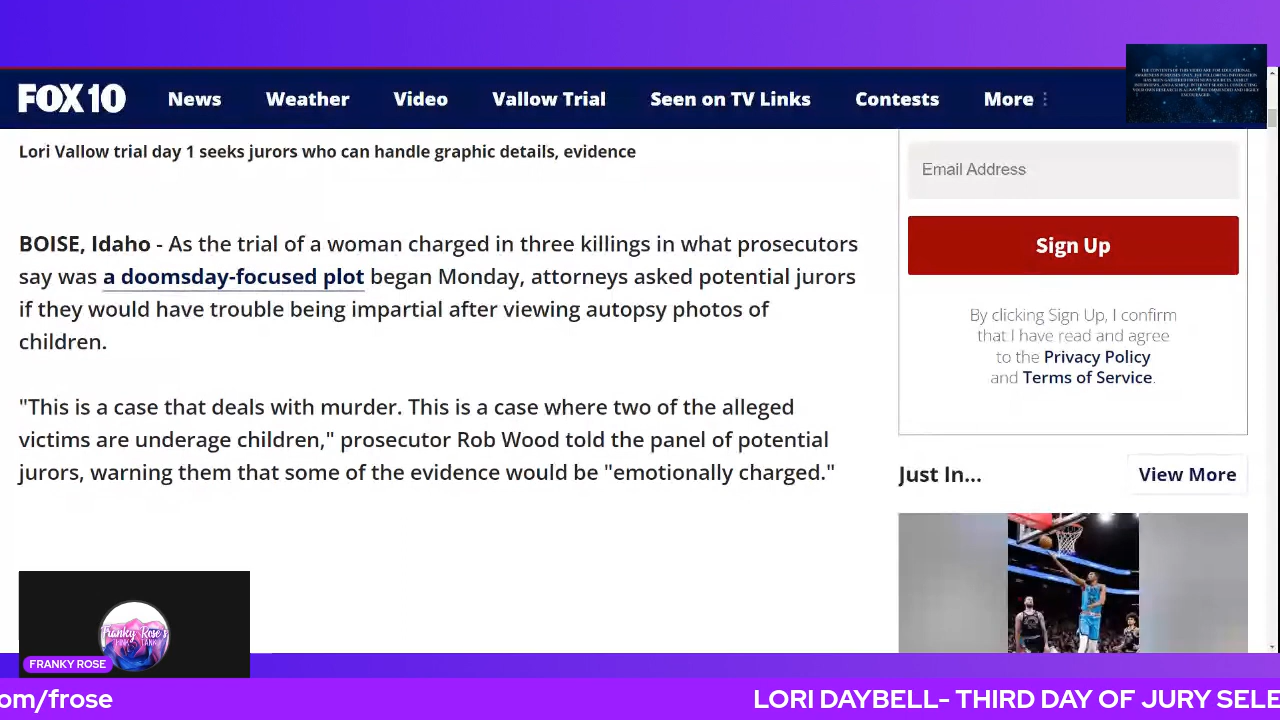 FOX 10 News Weather Video Vallow Trial Seen on TV Links Contests More
Lori Vallow trial day 1 seeks jurors who can handle graphic details, evidence
BOISE, Idaho - As the trial of a woman charged in three killings in what prosecutors
say was a doomsday-focused plot began Monday, attorneys asked potential jurors
if they would have trouble being impartial after viewing autopsy photos of
children.
"This is a case that deals with murder. This is a case where two of the alleged
victims are underage children," prosecutor Rob Wood told the panel of potential
jurors, warning them that some of the evidence would be "emotionally charged."
Email Address
Sign Up
By clicking Sign Up, I confirm
that I have read and agree
to the Privacy Policy
and Terms of Service.
Just In... View More
Franky Rose's
THINK TANK
FRANKY ROSE
om/frose LORI DAYBELL- THIRD DAY OF JURY SELE